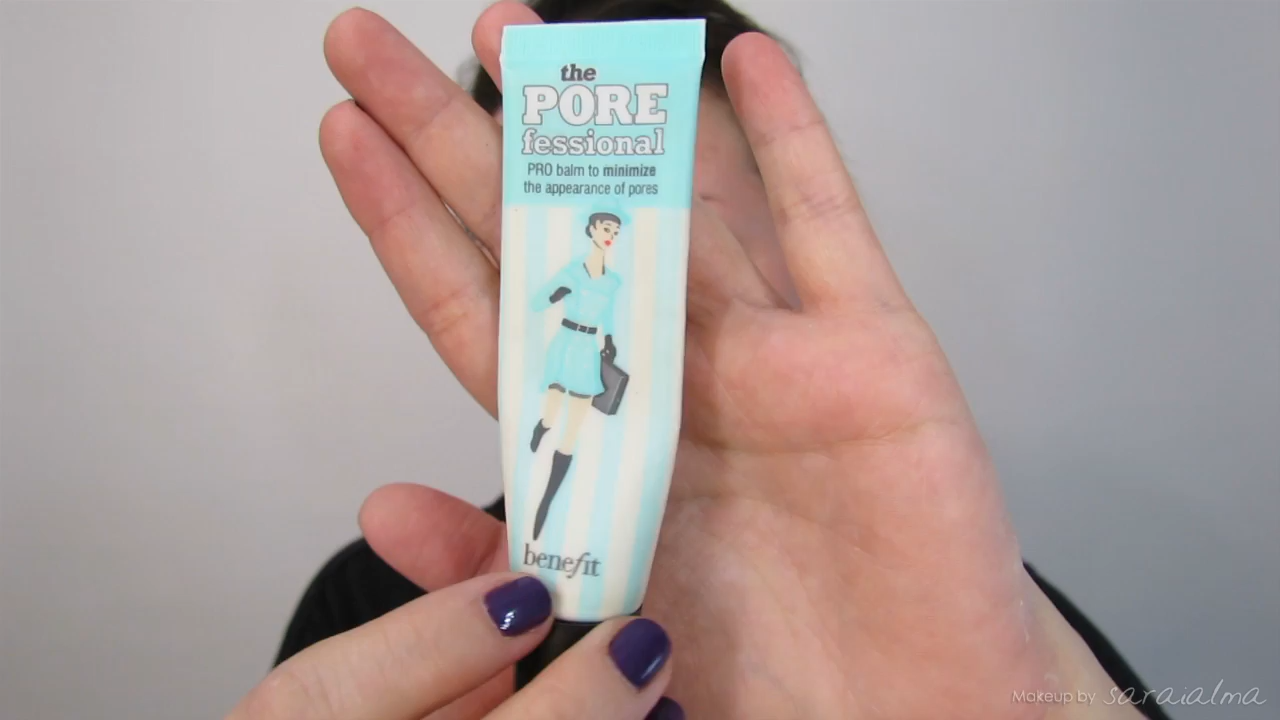 the
PORE
fessional
PRO balm to minimize
the appearance of pores
benefit
Makeup by saraialma